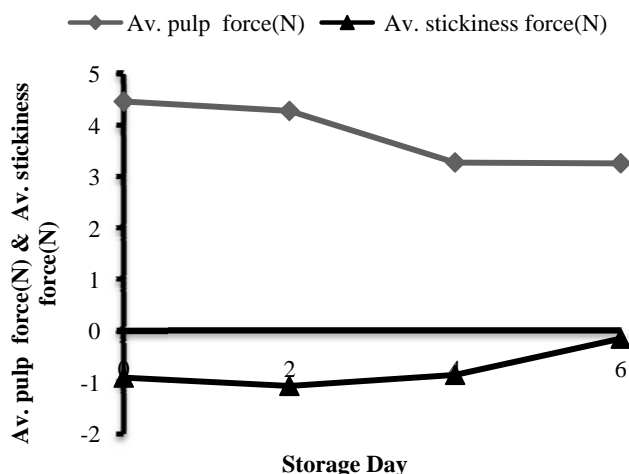 Av. pulp force(N) Av. stickiness force(N)
Av. pulp force(N) & Av. stickiness
force(N)
5
4
3
2
1
0
-1
-2
0 2 4 6
Storage Day